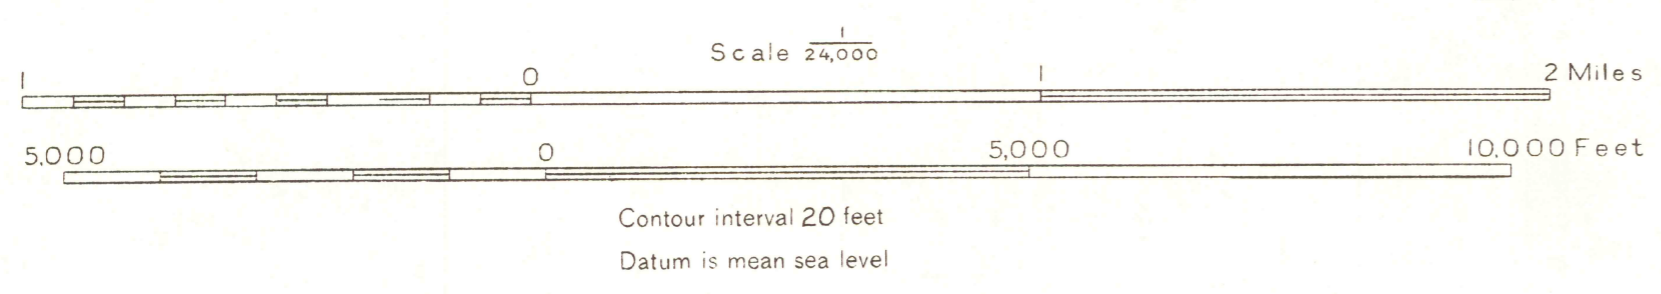 Scale 1/24,000
1 0 1 2 Miles
5,000 0 5,000 10,000 Feet
Contour interval 20 feet
Datum is mean sea level